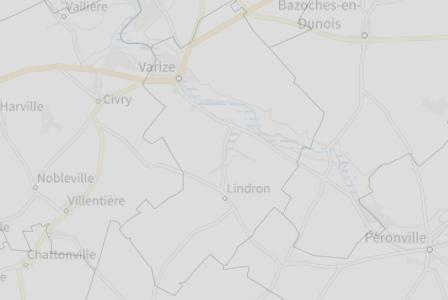 Vallière
Bazoches-en-
Dunois
Varize
Civry
Harville
Nobleville
Lindron
Villentière
Péronville
Chattonville